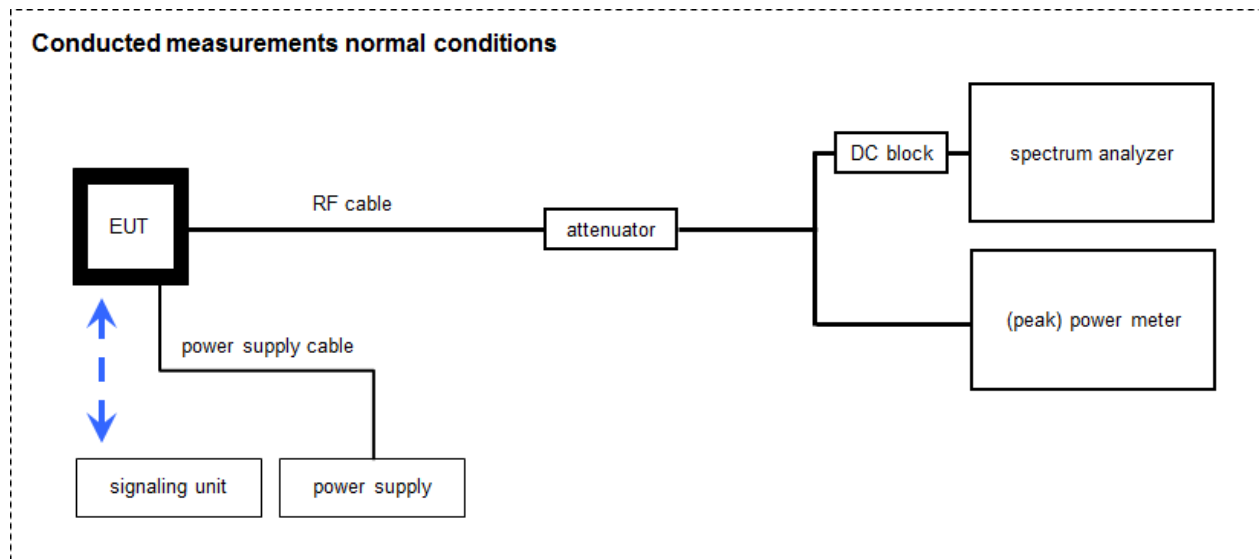 Conducted measurements normal conditions
DC block
spectrum analyzer
EUT
RF cable
attenuator
(peak) power meter
power supply cable
signaling unit
power supply